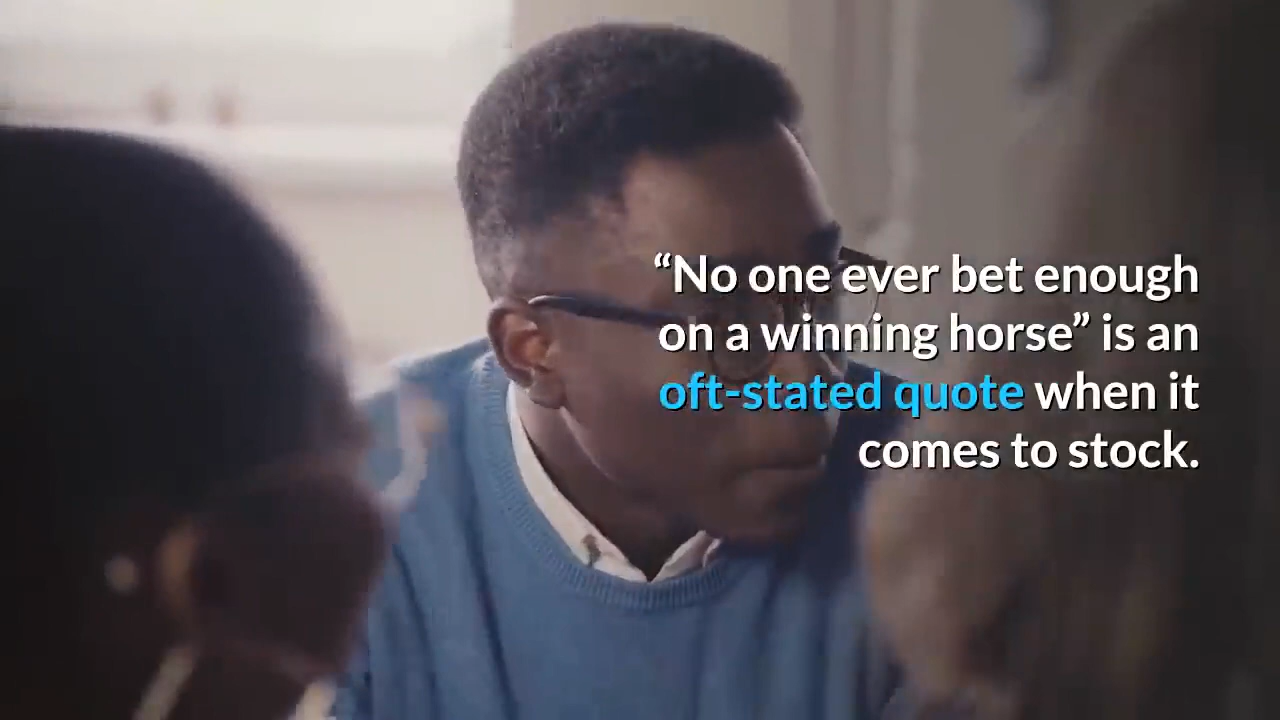 “No one ever bet enough
on a winning horse” is an
oft-stated quote when it
comes to stock.